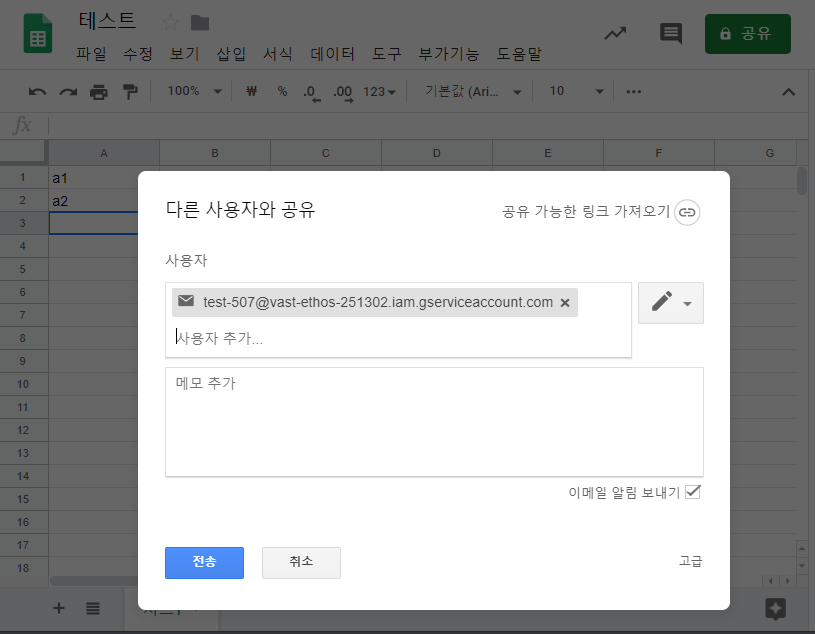 테스트
파일 수정 보기 삽입 서식 데이터 도구 부가기능 도움말
공유
100% ₩ % .0 .00 123 기본값 (Ari... 10
fx
A B C D E F G
1 a1
2 a2
3
4
5
6
7
8
9
10
11
12
13
14
15
16
17
18
다른 사용자와 공유
공유 가능한 링크 가져오기
사용자
test-507@vast-ethos-251302.iam.gserviceaccount.com
사용자 추가...
메모 추가
이메일 알림 보내기
전송 취소 고급